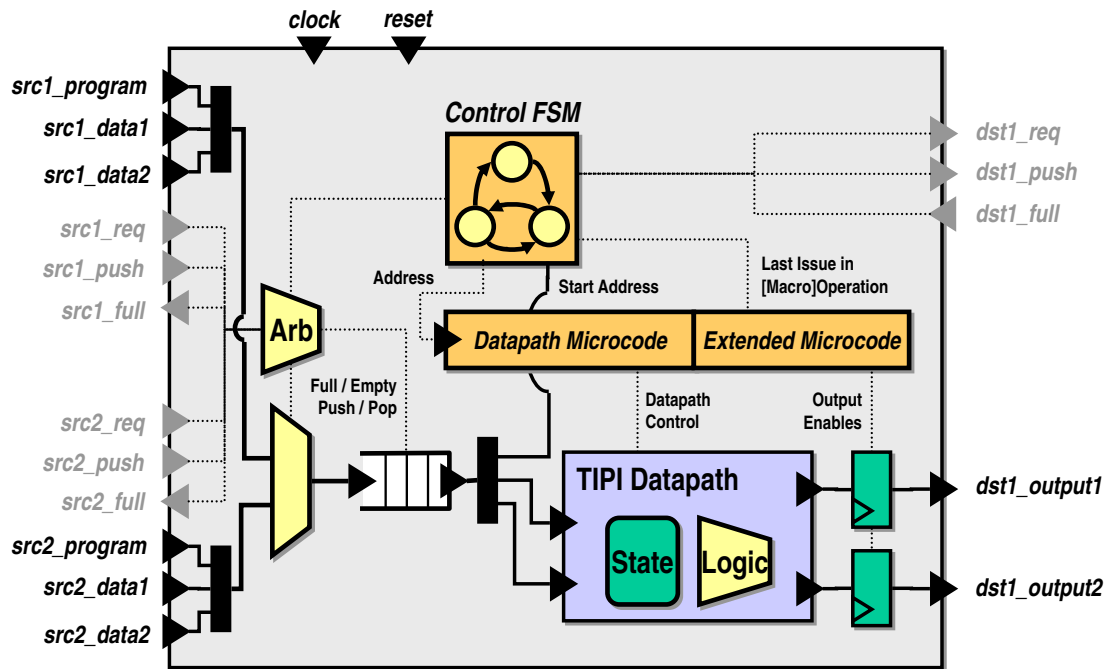 clock
reset
src1_program
src1_data1
src1_data2
src1_req
src1_push
src1_full
src2_req
src2_push
src2_full
src2_program
src2_data1
src2_data2
Control FSM
dst1_req
dst1_push
dst1_full
Address
Start Address
Last Issue in
[Macro]Operation
Arb
Datapath Microcode
Extended Microcode
Full / Empty
Push / Pop
Datapath
Control
Output
Enables
TIPI Datapath
State
Logic
dst1_output1
dst1_output2